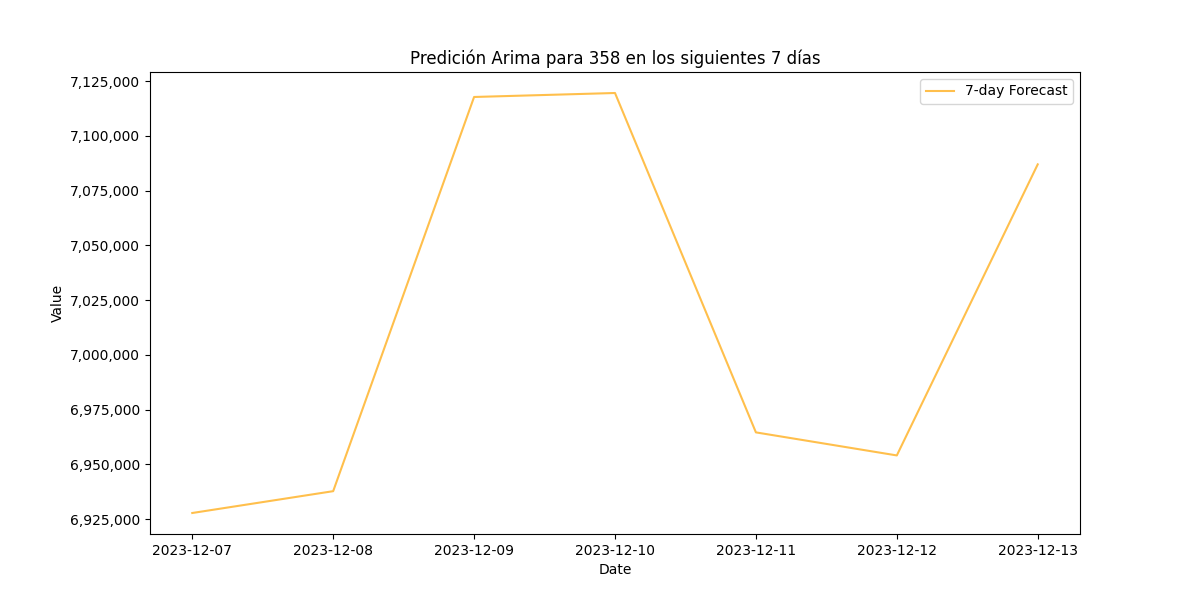 Predición Arima para 358 en los siguientes 7 días
7-day Forecast
7,125,000
7,100,000
7,075,000
7,050,000
7,025,000
7,000,000
6,975,000
6,950,000
6,925,000
Value
2023-12-07 2023-12-08 2023-12-09 2023-12-10 2023-12-11 2023-12-12 2023-12-13
Date